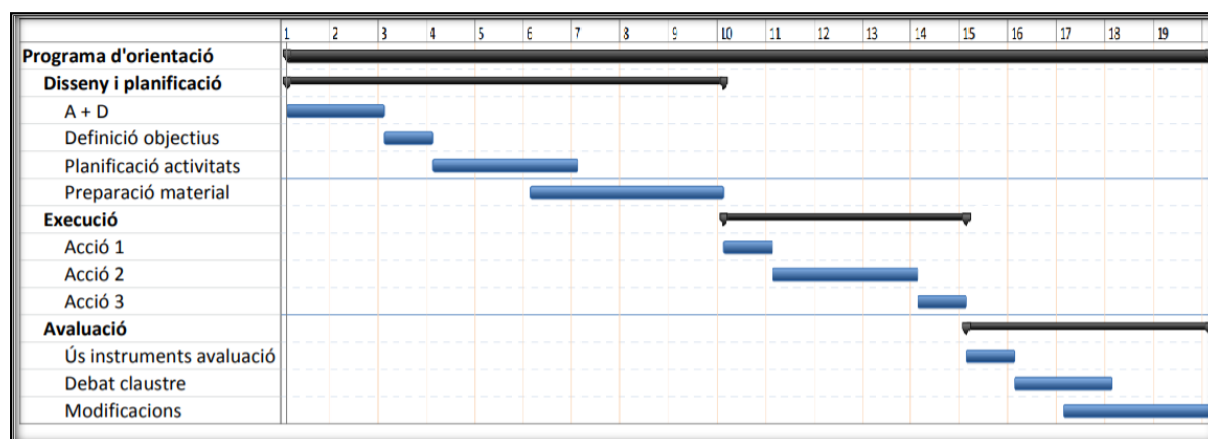 1 2 3 4 5 6 7 8 9 10 11 12 13 14 15 16 17 18 19
Programa d'orientació
Disseny i planificació
A + D
Definició objectius
Planificació activitats
Preparació material
Execució
Acció 1
Acció 2
Acció 3
Avaluació
Ús instruments avaluació
Debat claustre
Modificacions